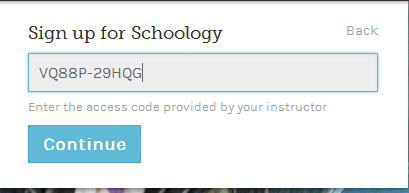 Sign up for Schoology
Back
VQ88P-29HQG
Enter the access code provided by your instructor
Continue